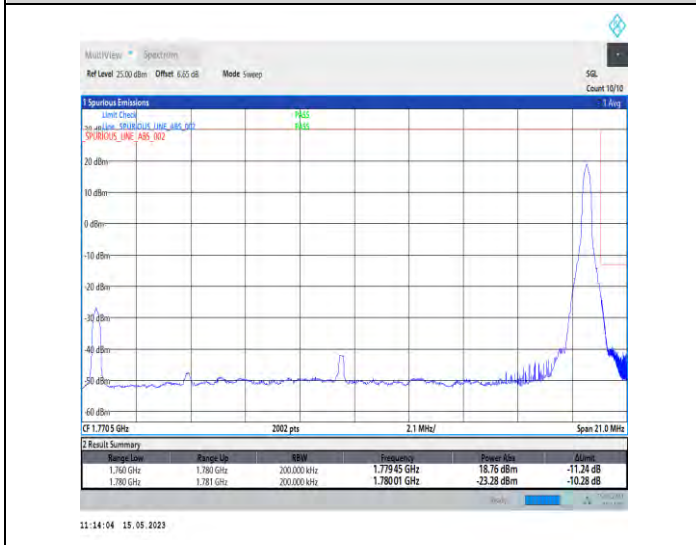 MultiView Spectrum
Ref Level 25.00 dBm Offset 6.65 dB Mode Sweep SGL
Count 10/10
1 Spurious Emissions 1 Avg
Limit Check PASS
Line _SPURIOUS_LINE_ABS_002 PASS
_SPURIOUS_LINE_ABS_002
20 dBm
10 dBm
0 dBm
-10 dBm
-20 dBm
-30 dBm
-40 dBm
-50 dBm
-60 dBm
CF 1.7705 GHz 2002 pts 2.1 MHz/ Span 21.0 MHz
2 Result Summary
Range Low Range Up RBW Frequency Power Abs ΔLimit
1.760 GHz 1.780 GHz 200.000 kHz 1.77945 GHz 18.76 dBm -11.24 dB
1.780 GHz 1.781 GHz 200.000 kHz 1.78001 GHz -23.28 dBm -10.28 dB
11:14:04 15.05.2023